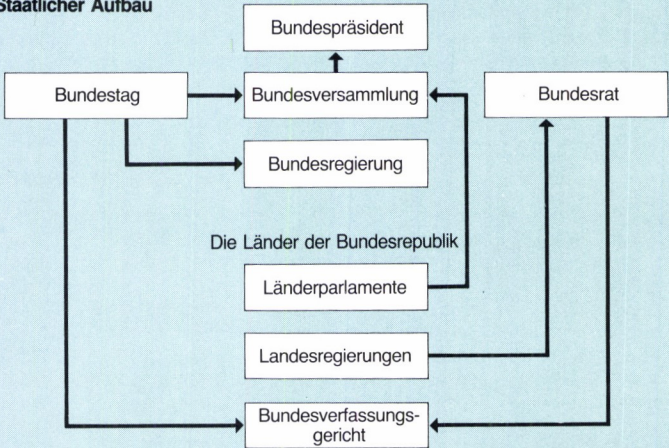 Staatlicher Aufbau
Bundespräsident
Bundestag
Bundesversammlung
Bundesrat
Bundesregierung
Die Länder der Bundesrepublik
Länderparlamente
Landesregierungen
Bundesverfassungs-
gericht